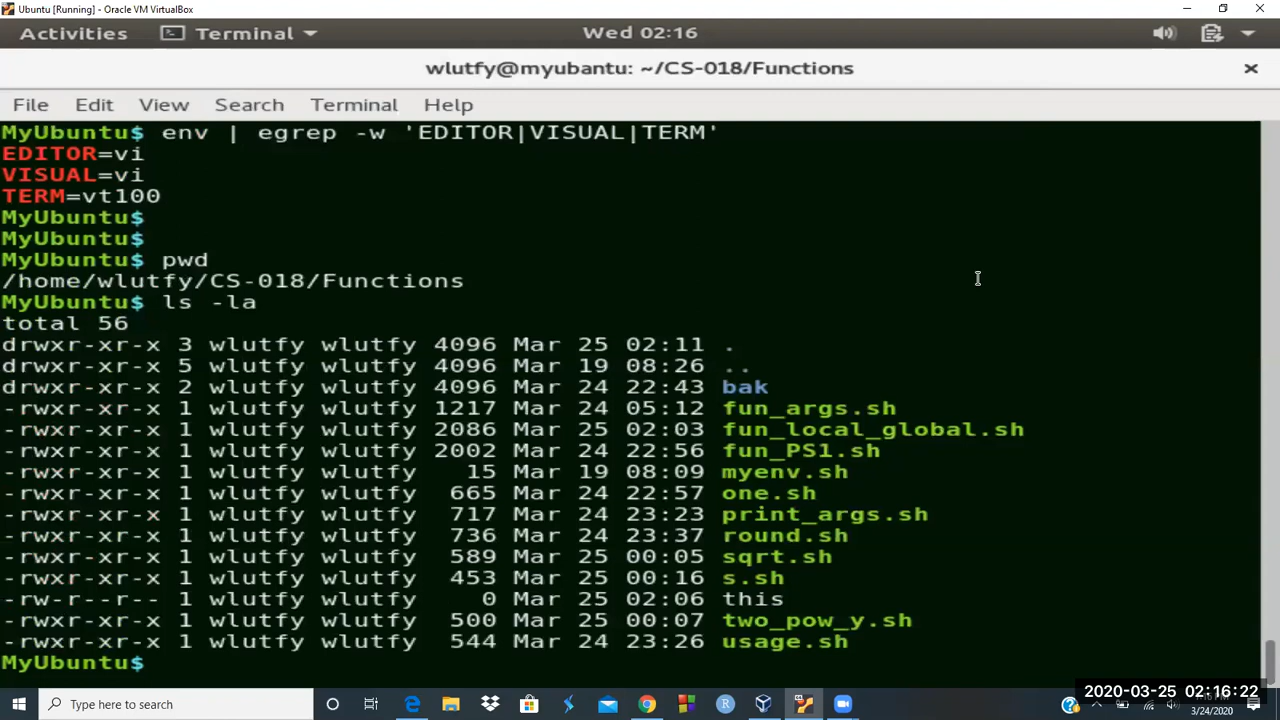 Ubuntu [Running] - Oracle VM VirtualBox
Activities Terminal Wed 02:16
wlutfy@myubantu: ~/CS-018/Functions
File Edit View Search Terminal Help
MyUbuntu$ env | egrep -w 'EDITOR|VISUAL|TERM'
EDITOR=vi
VISUAL=vi
TERM=vt100
MyUbuntu$
MyUbuntu$
MyUbuntu$ pwd
/home/wlutfy/CS-018/Functions
MyUbuntu$ ls -la
total 56
drwxr-xr-x 3 wlutfy wlutfy 4096 Mar 25 02:11 .
drwxr-xr-x 5 wlutfy wlutfy 4096 Mar 19 08:26 ..
drwxr-xr-x 2 wlutfy wlutfy 4096 Mar 24 22:43 bak
-rwxr-xr-x 1 wlutfy wlutfy 1217 Mar 24 05:12 fun_args.sh
-rwxr-xr-x 1 wlutfy wlutfy 2086 Mar 25 02:03 fun_local_global.sh
-rwxr-xr-x 1 wlutfy wlutfy 2002 Mar 24 22:56 fun_PS1.sh
-rwxr-xr-x 1 wlutfy wlutfy 15 Mar 19 08:09 myenv.sh
-rwxr-xr-x 1 wlutfy wlutfy 665 Mar 24 22:57 one.sh
-rwxr-xr-x 1 wlutfy wlutfy 717 Mar 24 23:23 print_args.sh
-rwxr-xr-x 1 wlutfy wlutfy 736 Mar 24 23:37 round.sh
-rwxr-xr-x 1 wlutfy wlutfy 589 Mar 25 00:05 sqrt.sh
-rwxr-xr-x 1 wlutfy wlutfy 453 Mar 25 00:16 s.sh
-rw-r--r-- 1 wlutfy wlutfy 0 Mar 25 02:06 this
-rwxr-xr-x 1 wlutfy wlutfy 500 Mar 25 00:07 two_pow_y.sh
-rwxr-xr-x 1 wlutfy wlutfy 544 Mar 24 23:26 usage.sh
MyUbuntu$
2020-03-25 02:16:22
Type here to search
3/24/2020